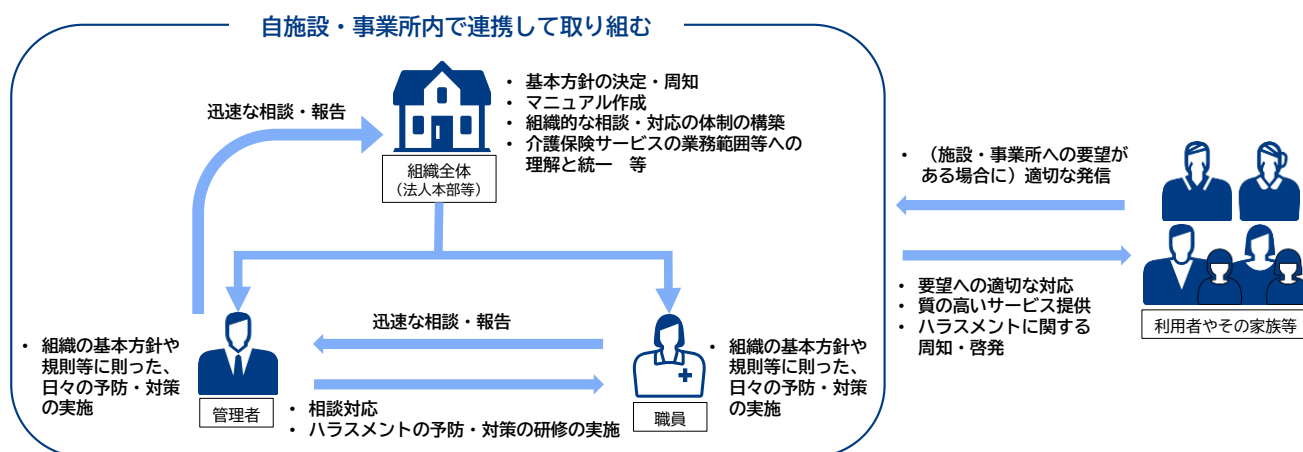 自施設・事業所内で連携して取り組む
迅速な相談・報告
・ 基本方針の決定・周知
・ マニュアル作成
・ 組織的な相談・対応の体制の構築
・ 介護保険サービスの業務範囲等への
理解と統一　等
組織全体
（法人本部等）
・ （施設・事業所への要望が
ある場合に）適切な発信
・ 要望への適切な対応
・ 質の高いサービス提供
・ ハラスメントに関する
周知・啓発
利用者やその家族等
・ 組織の基本方針や
規則等に則った、
日々の予防・対策
の実施
管理者
迅速な相談・報告
・ 相談対応
・ ハラスメントの予防・対策の研修の実施
職員
・ 組織の基本方針や
規則等に則った、
日々の予防・対策
の実施